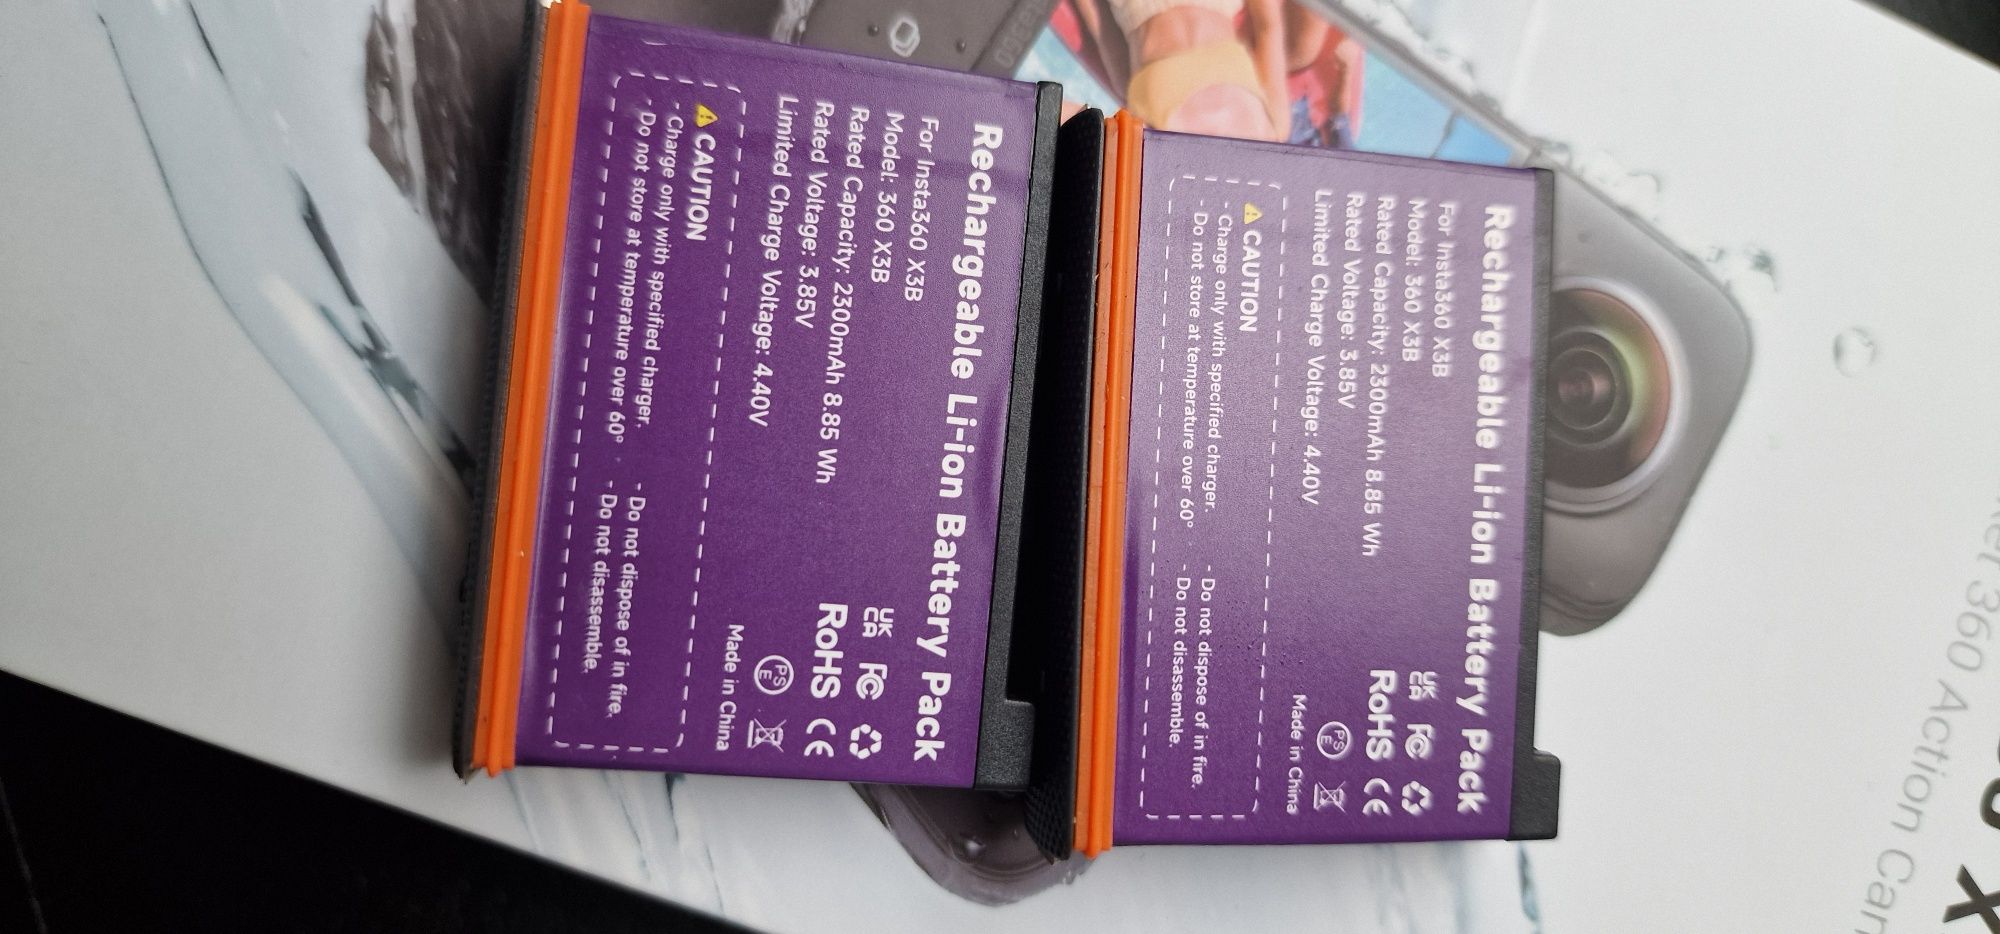 Rechargeable Li-ion Battery Pack
For Insta360 X3B
Model: 360 X3B
Rated Capacity: 2300mAh 8.85 Wh
Rated Voltage: 3.85V
Limited Charge Voltage: 4.40V
UK CA FC
RoHS CE
PS E
Made in China
CAUTION
- Charge only with specified charger.
- Do not store at temperature over 60°
- Do not dispose of in fire.
- Do not disassemble.
Rechargeable Li-ion Battery Pack
For Insta360 X3B
Model: 360 X3B
Rated Capacity: 2300mAh 8.85 Wh
Rated Voltage: 3.85V
Limited Charge Voltage: 4.40V
UK CA FC
RoHS CE
PS E
Made in China
CAUTION
- Charge only with specified charger.
- Do not store at temperature over 60°
- Do not dispose of in fire.
- Do not disassemble.
X
360 Action